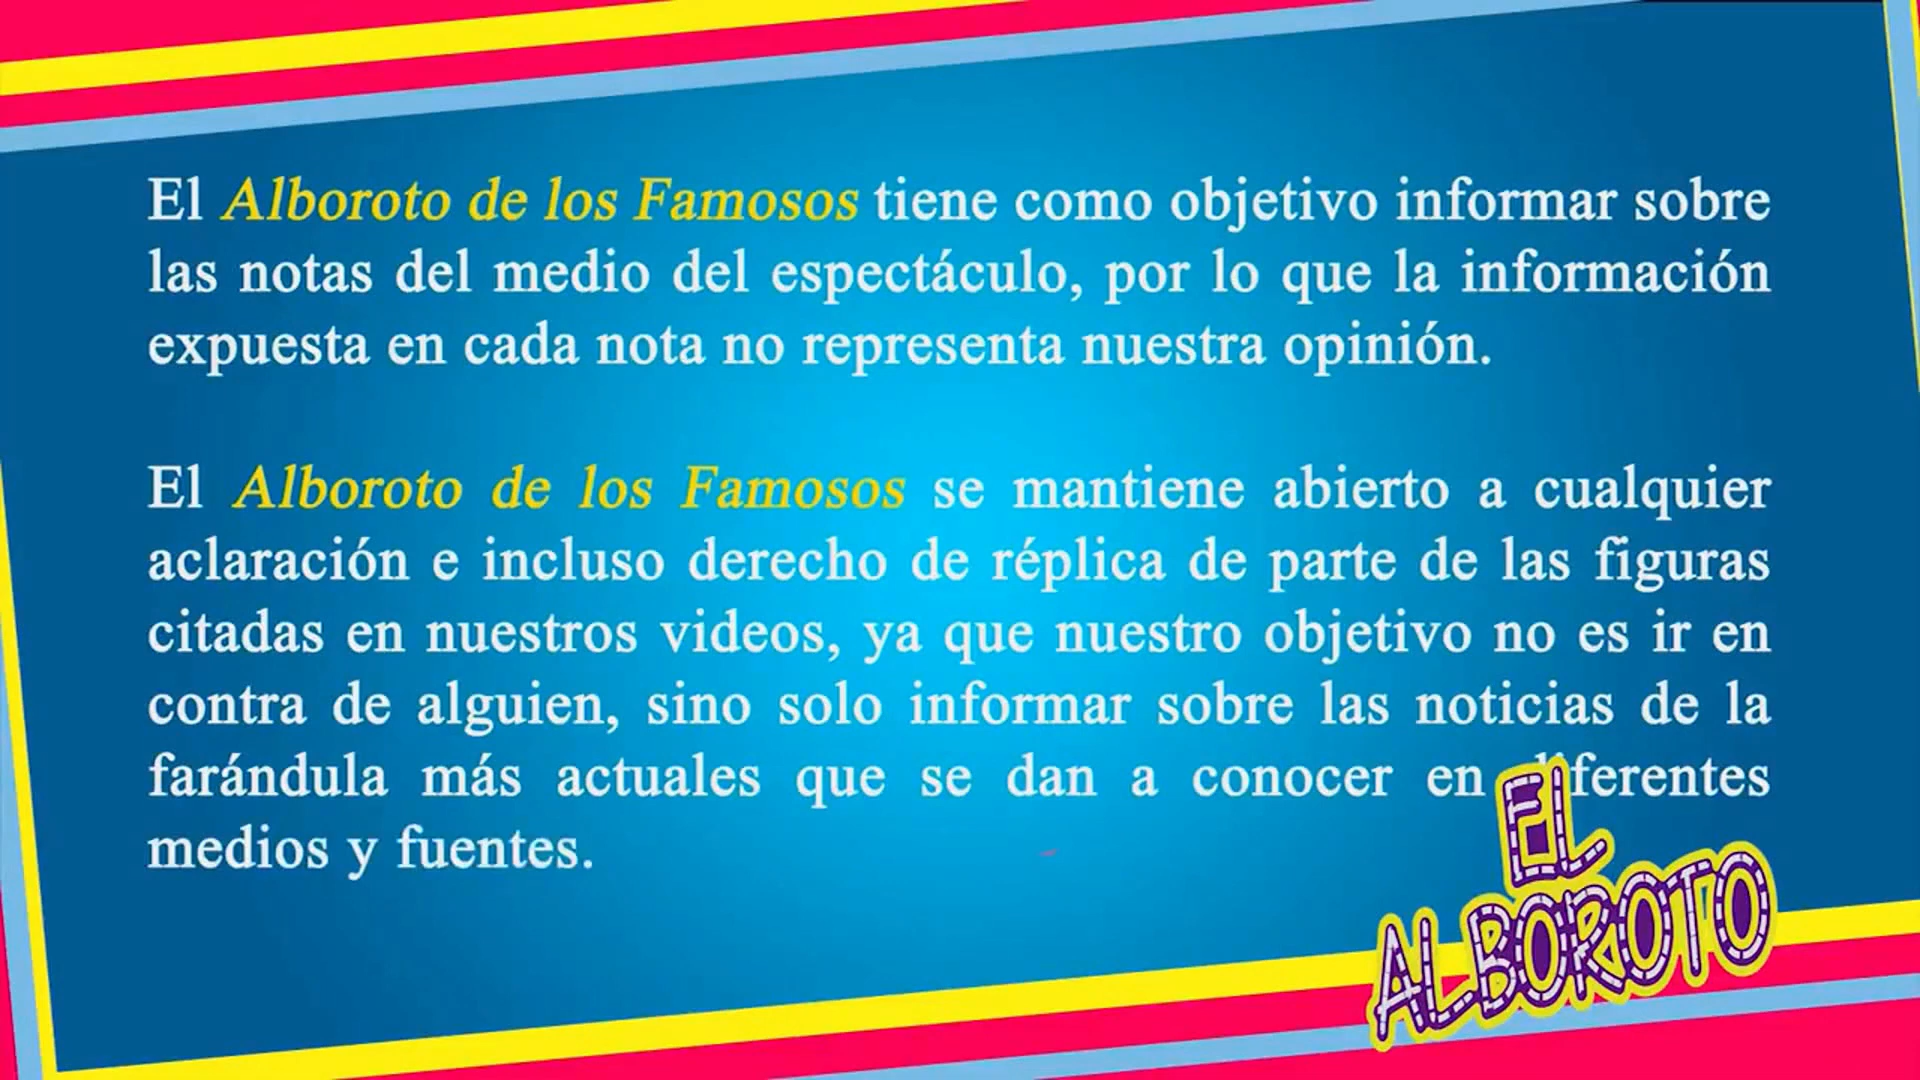 El Alboroto de los Famosos tiene como objetivo informar sobre
las notas del medio del espectáculo, por lo que la información
expuesta en cada nota no representa nuestra opinión.
El Alboroto de los Famosos se mantiene abierto a cualquier
aclaración e incluso derecho de réplica de parte de las figuras
citadas en nuestros videos, ya que nuestro objetivo no es ir en
contra de alguien, sino solo informar sobre las noticias de la
farándula más actuales que se dan a conocer en diferentes
medios y fuentes.
EL
ALBOROTO